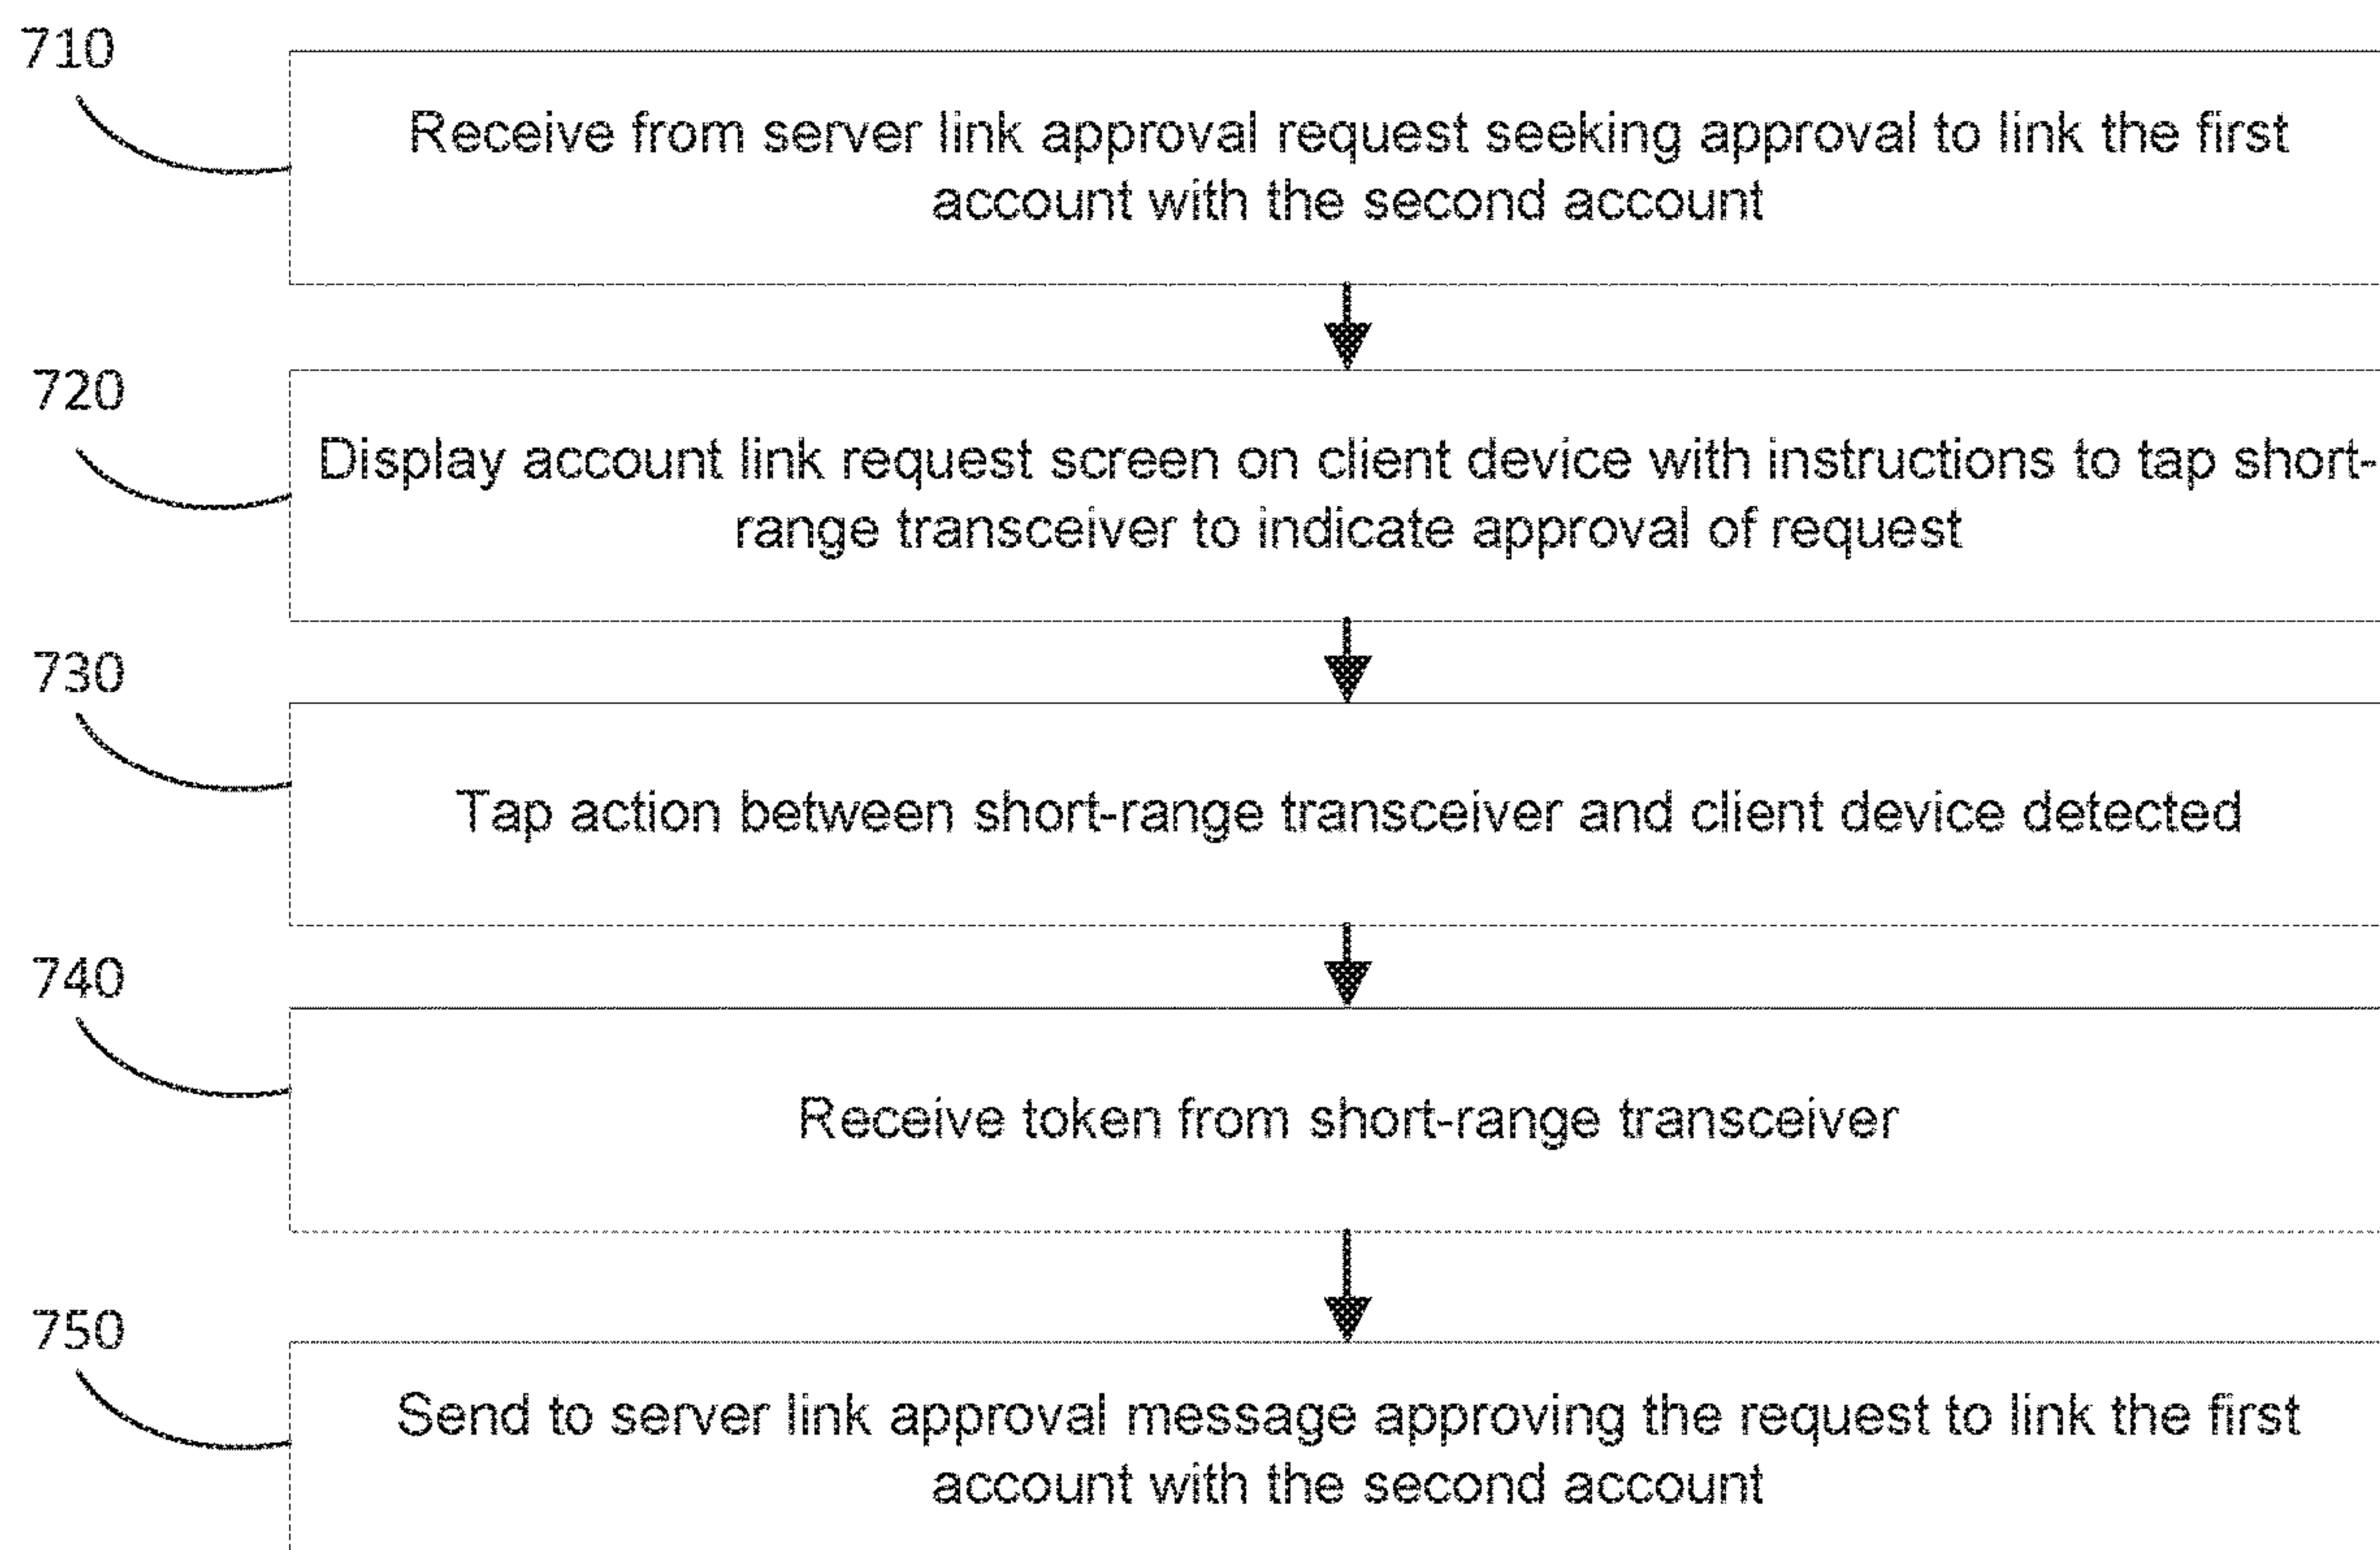 710
Receive from server link approval request seeking approval to link the first
account with the second account
720
Display account link request screen on client device with instructions to tap short-
range transceiver to indicate approval of request
730
Tap action between short-range transceiver and client device detected
740
Receive token from short-range transceiver
750
Send to server link approval message approving the request to link the first
account with the second account